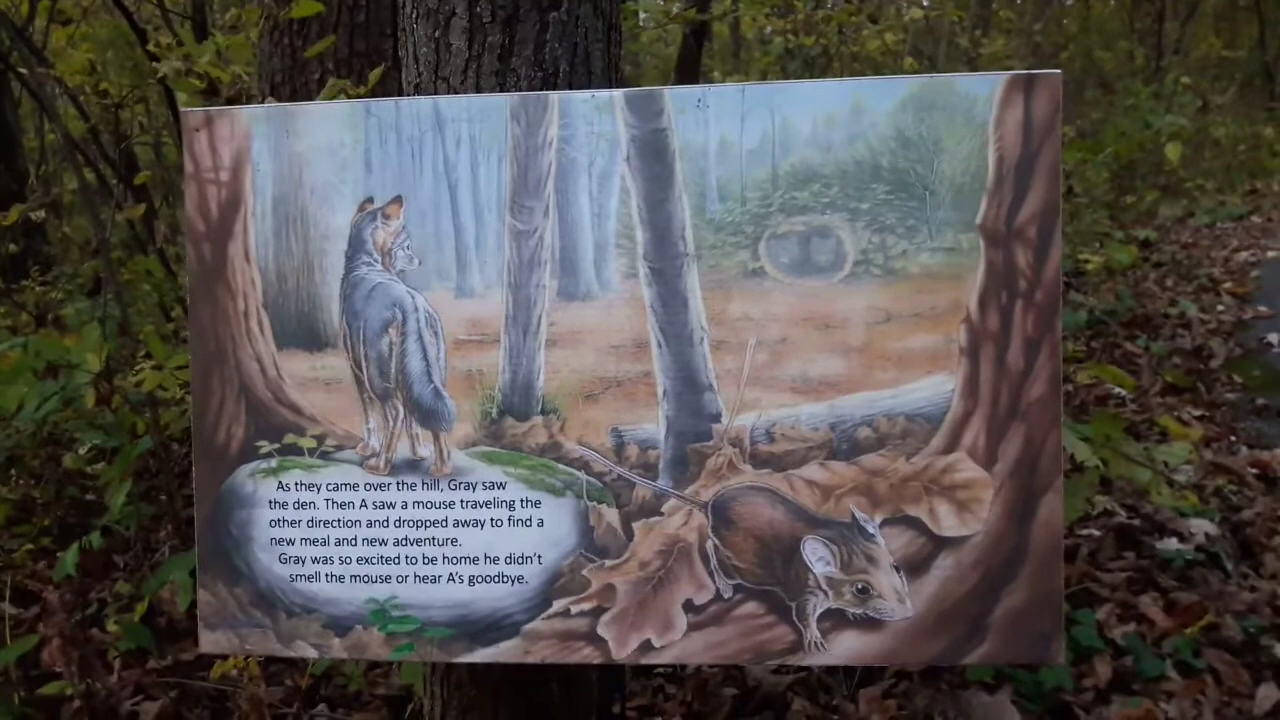 As they came over the hill, Gray saw
the den. Then A saw a mouse traveling the
other direction and dropped away to find a
new meal and new adventure.
Gray was so excited to be home he didn't
smell the mouse or hear A's goodbye.